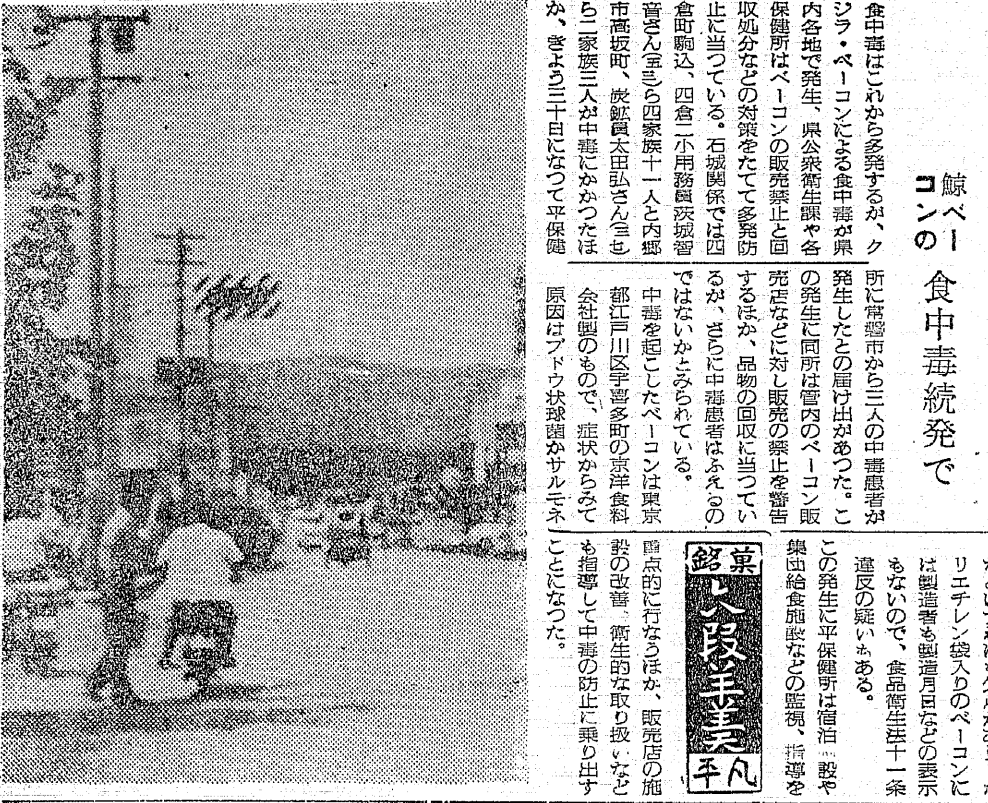 鯨ベー
コンの
食中毒続発で
食中毒はこれから多発するが、ク
ジラ・ベーコンによる食中毒が県
内各地で発生、県公衆衛生課や各
保健所はベーコンの販売禁止と回
収処分などの対策をたてて多発防
止に当つている。石城関係では四
倉町駒込、四倉二小用務員茨城智
音さん ら四家族十一人と内郷
市高坂町、炭鉱員太田弘さん
ら二家族三人が中毒にかかつたほ
か、きよう三十日になつて平保健
所に常磐市から三人の中毒患者が
発生したとの届け出があつた。こ
の発生に同所は管内のベーコン販
売店などに対し販売の禁止を警告
するほか、品物の回収に当つてい
るが、さらに中毒患者はふえるの
ではないかとみられている。
中毒を起こしたベーコンは東京
都江戸川区宇喜多町の京洋食料
会社製のもので、症状からみて
原因はブドウ状球菌かサルモネ
リエチレン袋入りのベーコンに
は製造者も製造月日などの表示
もないので、食品衛生法十一条
違反の疑いもある。
この発生に平保健所は宿泊 設や
集団給食施設などの監視、指導を
重点的に行なうほか、販売店の施
設の改善、衛生的な取り扱いなど
も指導して中毒の防止に乗り出す
ことになつた。
銘菓
段羊羹
平凡